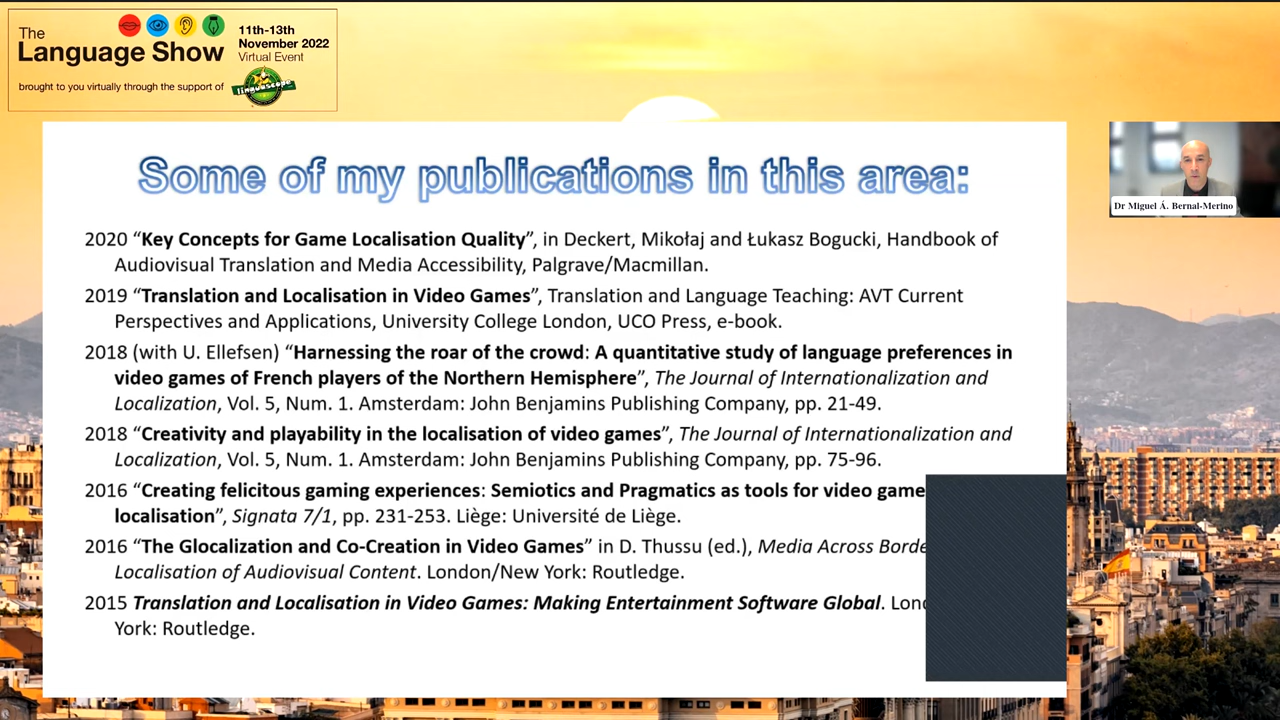 The
Language Show
11th-13th
November 2022
Virtual Event
brought to you virtually through the support of
linguascope
Some of my publications in this area:
2020 “Key Concepts for Game Localisation Quality”, in Deckert, Mikołaj and Łukasz Bogucki, Handbook of
Audiovisual Translation and Media Accessibility, Palgrave/Macmillan.
2019 “Translation and Localisation in Video Games”, Translation and Language Teaching: AVT Current
Perspectives and Applications, University College London, UCO Press, e-book.
2018 (with U. Ellefsen) “Harnessing the roar of the crowd: A quantitative study of language preferences in
video games of French players of the Northern Hemisphere”, The Journal of Internationalization and
Localization, Vol. 5, Num. 1. Amsterdam: John Benjamins Publishing Company, pp. 21-49.
2018 “Creativity and playability in the localisation of video games”, The Journal of Internationalization and
Localization, Vol. 5, Num. 1. Amsterdam: John Benjamins Publishing Company, pp. 75-96.
2016 “Creating felicitous gaming experiences: Semiotics and Pragmatics as tools for video game
localisation”, Signata 7/1, pp. 231-253. Liège: Université de Liège.
2016 “The Glocalization and Co-Creation in Video Games” in D. Thussu (ed.), Media Across
Localisation of Audiovisual Content. London/New York: Routledge.
2015 Translation and Localisation in Video Games: Making Entertainment Software Global.
York: Routledge.
Dr Miguel Á. Bernal-Merino